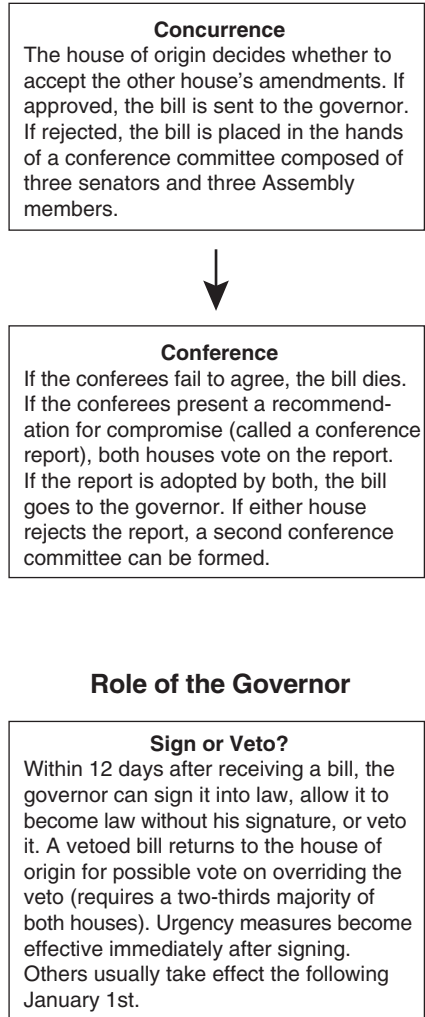 Concurrence
The house of origin decides whether to
accept the other house's amendments. If
approved, the bill is sent to the governor.
If rejected, the bill is placed in the hands
of a conference committee composed of
three senators and three Assembly
members.
Conference
If the conferees fail to agree, the bill dies.
If the conferees present a recommend-
ation for compromise (called a conference
report), both houses vote on the report.
If the report is adopted by both, the bill
goes to the governor. If either house
rejects the report, a second conference
committee can be formed.
Role of the Governor
Sign or Veto?
Within 12 days after receiving a bill, the
governor can sign it into law, allow it to
become law without his signature, or veto
it. A vetoed bill returns to the house of
origin for possible vote on overriding the
veto (requires a two-thirds majority of
both houses). Urgency measures become
effective immediately after signing.
Others usually take effect the following
January 1st.